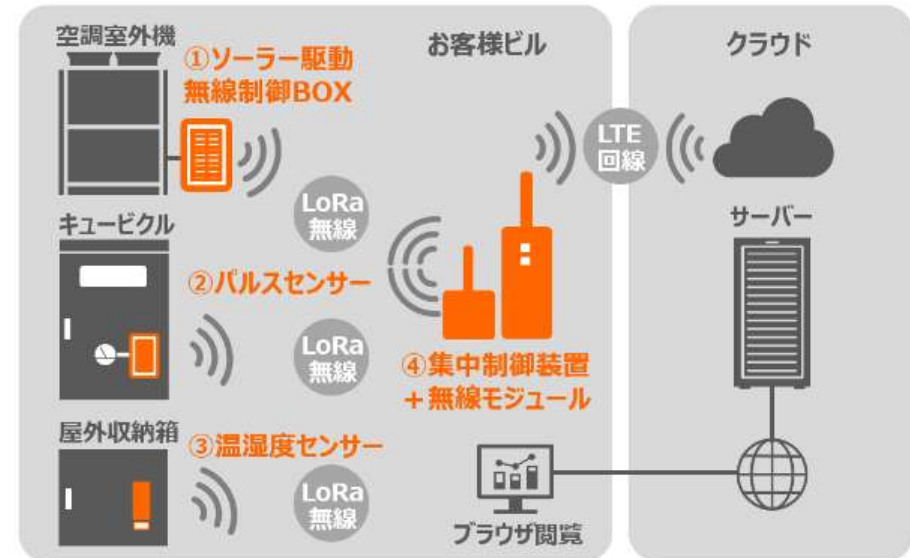 空調室外機
①ソーラー駆動
無線制御BOX
お客様ビル
クラウド
LTE
回線
LoRa
無線
キュービクル
サーバー
②パルスセンサー
LoRa
無線
④集中制御装置
+無線モジュール
屋外収納箱
③温湿度センサー
LoRa
無線
ブラウザ閲覧